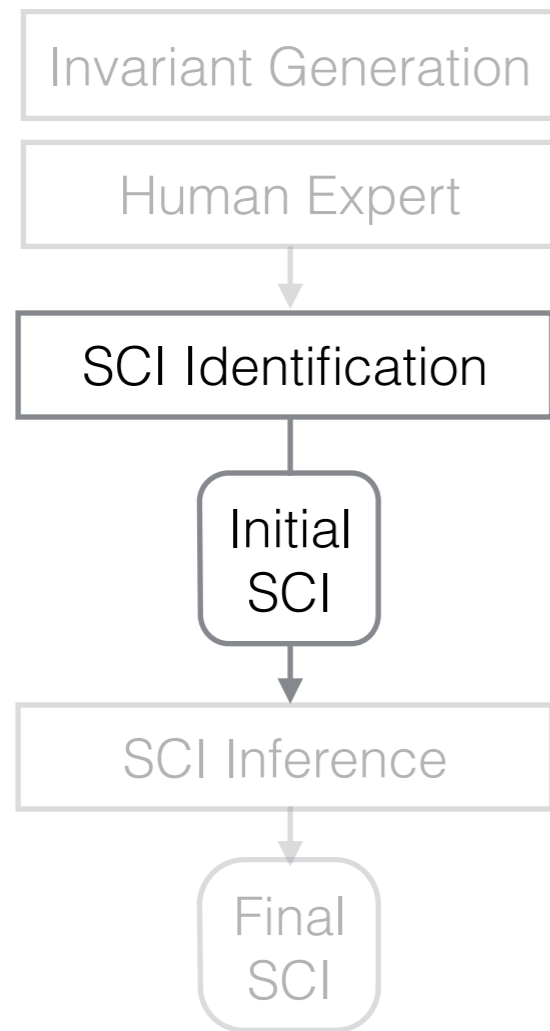 Invariant Generation
Human Expert
SCI Identification
Initial
SCI
SCI Inference
Final
SCI